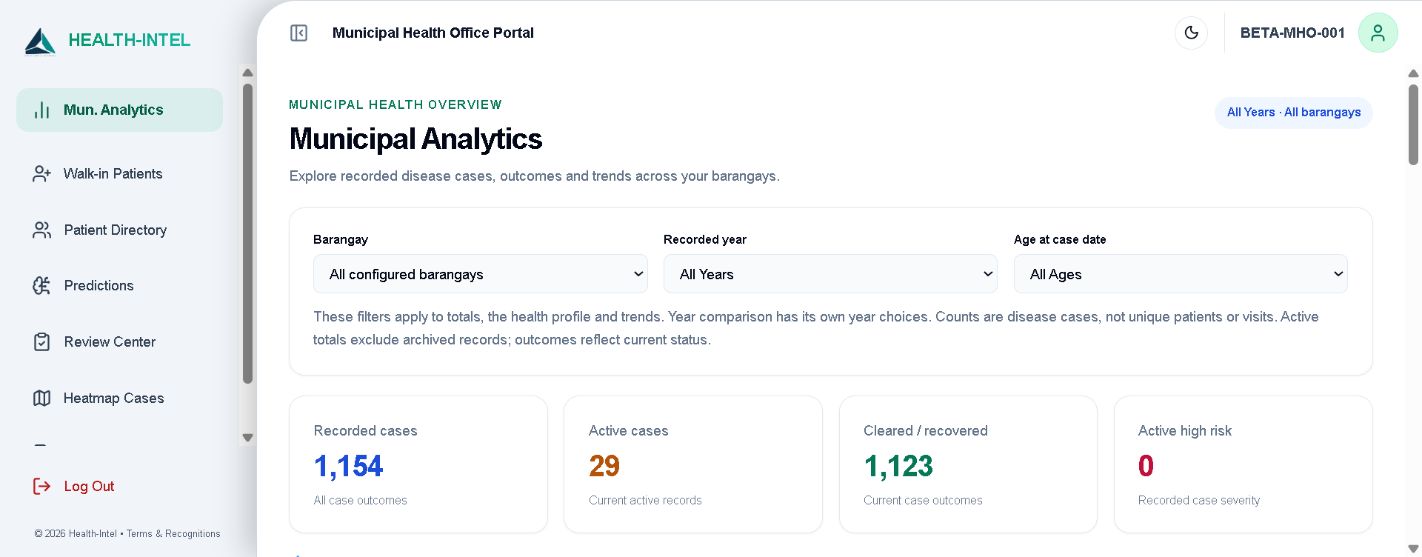 HEALTH-INTEL
Mun. Analytics
Walk-in Patients
Patient Directory
Predictions
Review Center
Heatmap Cases
Log Out
© 2026 Health-Intel • Terms & Recognitions
Municipal Health Office Portal
BETA-MHO-001
MUNICIPAL HEALTH OVERVIEW
All Years · All barangays
Municipal Analytics
Explore recorded disease cases, outcomes and trends across your barangays.
Barangay
All configured barangays
Recorded year
All Years
Age at case date
All Ages
These filters apply to totals, the health profile and trends. Year comparison has its own year choices. Counts are disease cases, not unique patients or visits. Active
totals exclude archived records; outcomes reflect current status.
Recorded cases
1,154
All case outcomes
Active cases
29
Current active records
Cleared / recovered
1,123
Current case outcomes
Active high risk
0
Recorded case severity